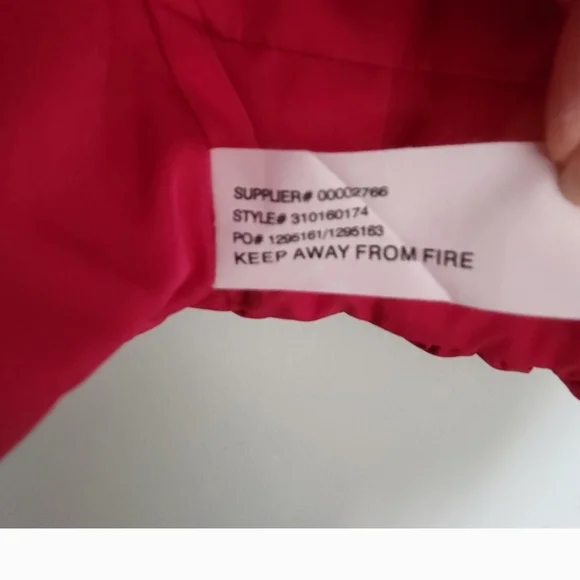 SUPPLIER# 00002766
STYLE# 310160174
PO# 1295161/1295163
KEEP AWAY FROM FIRE